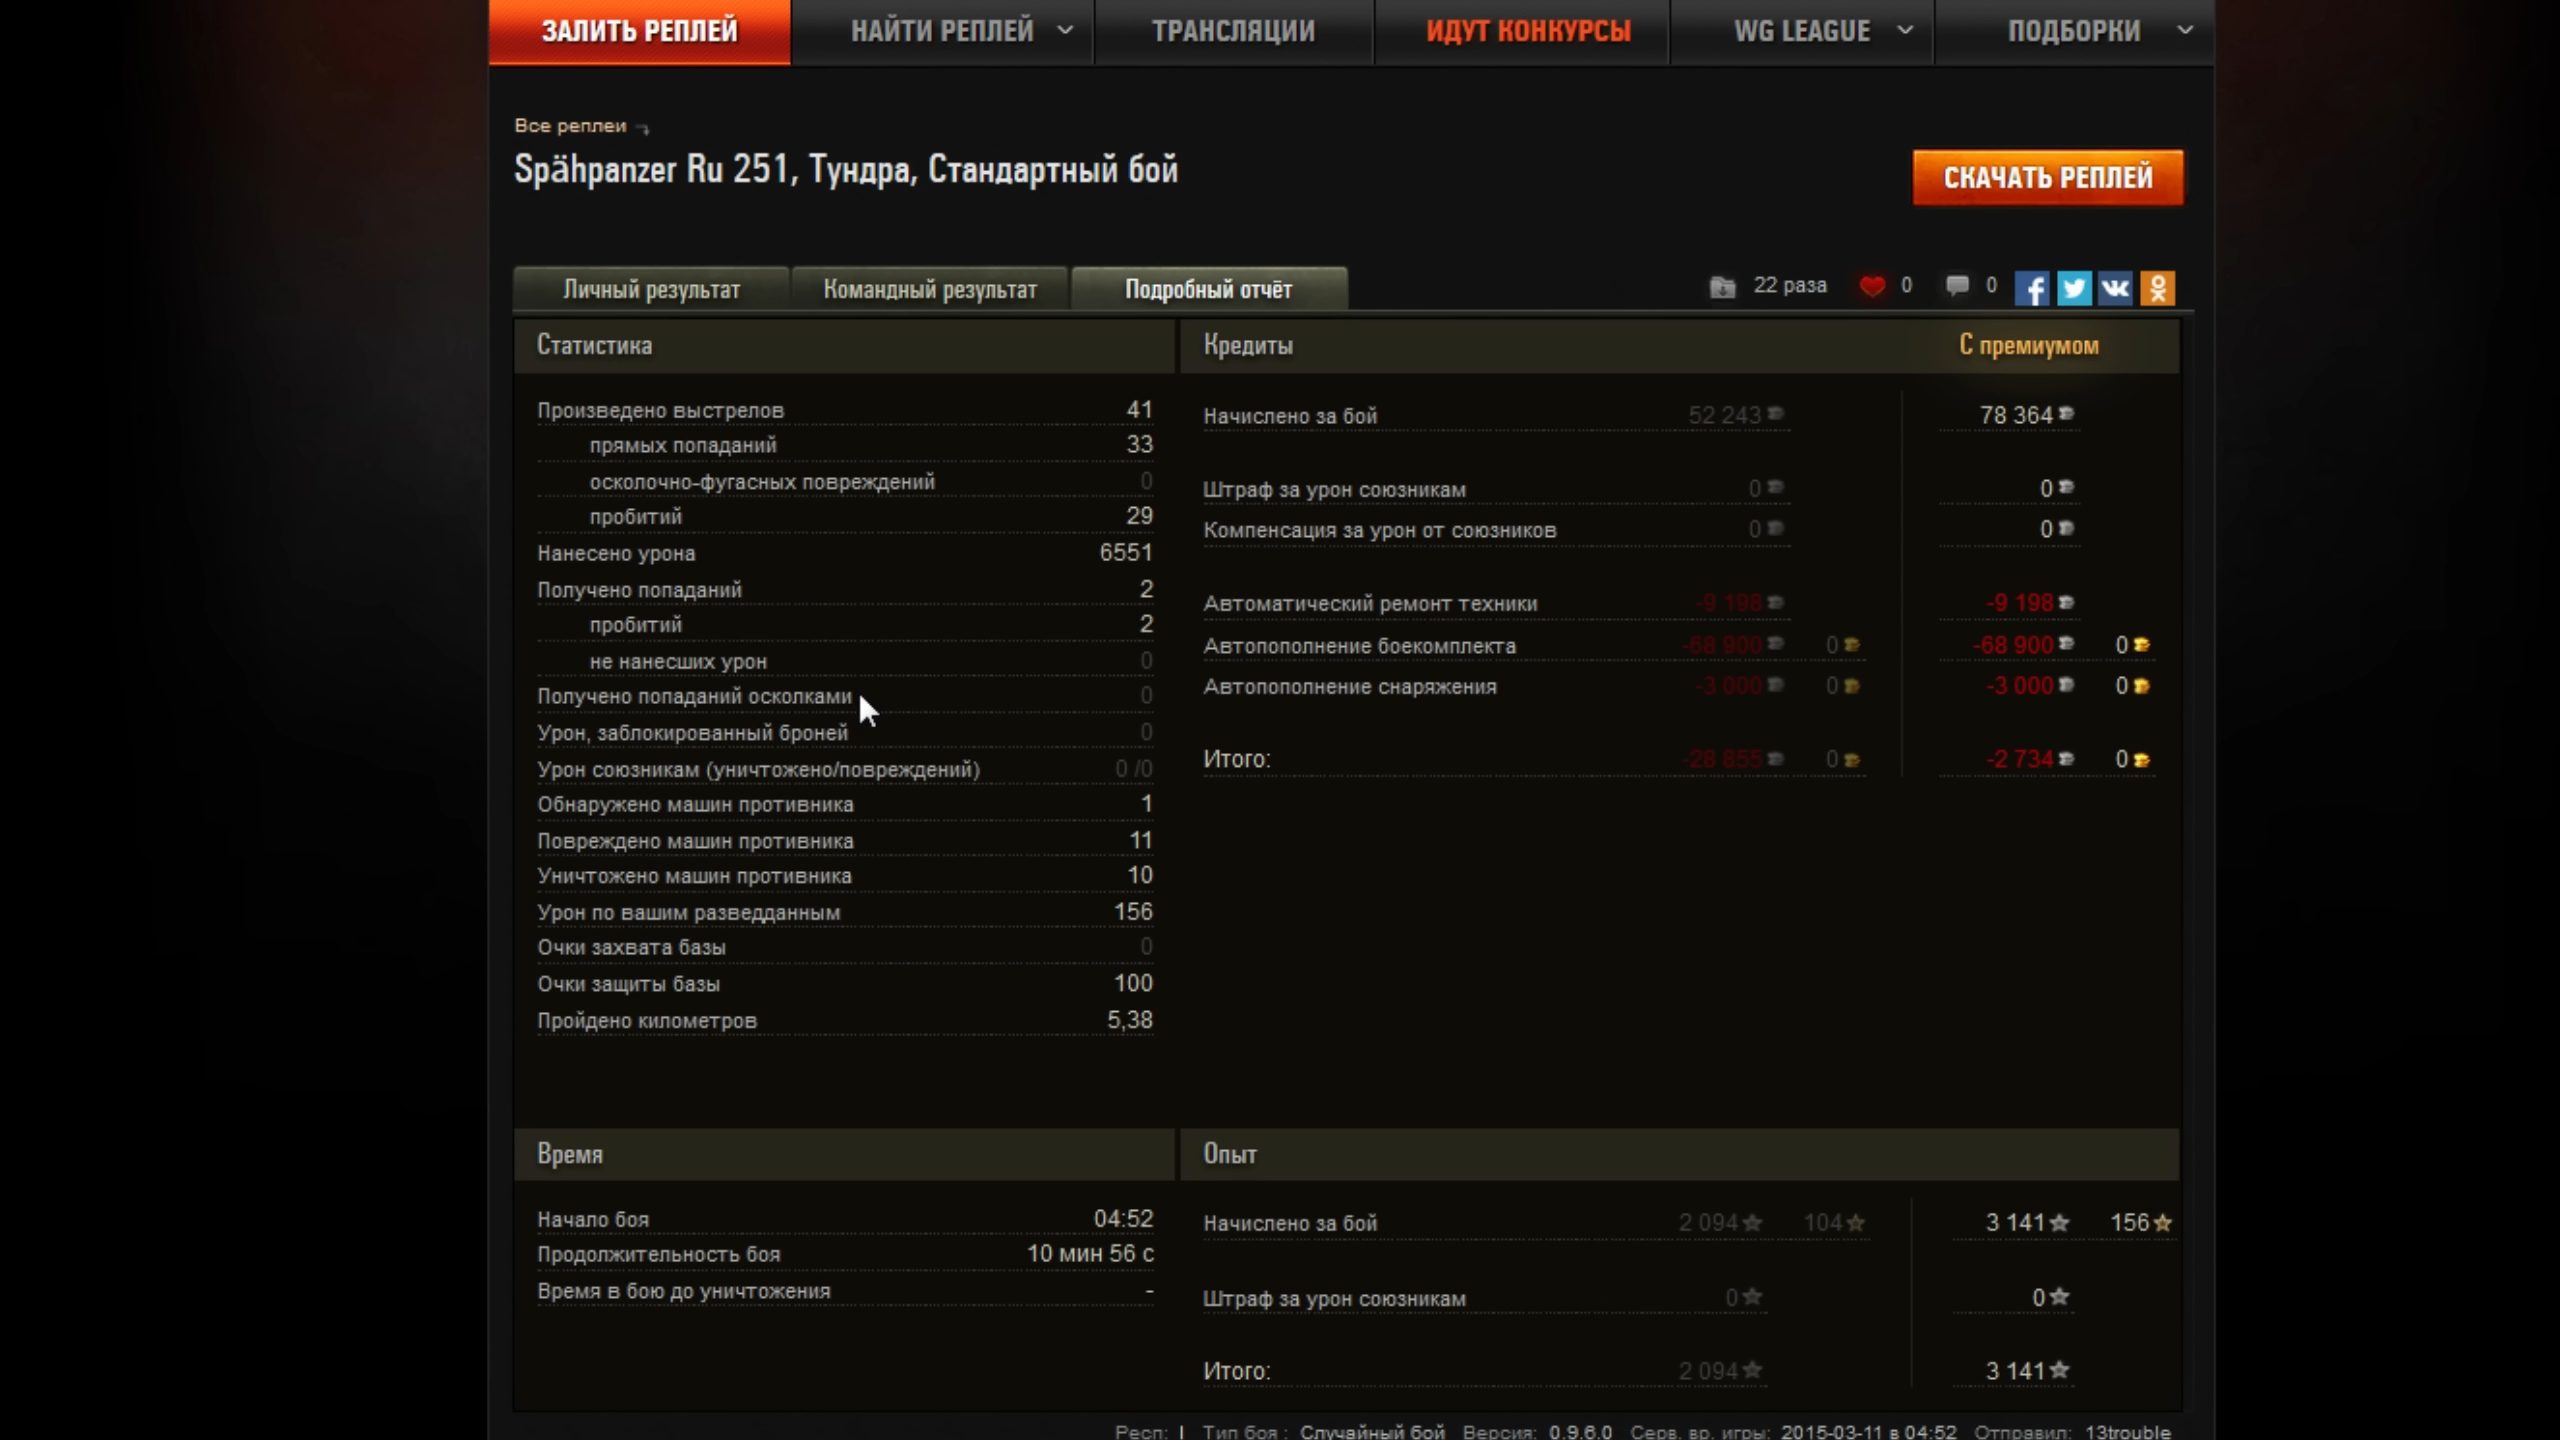 ЗАЛИТЬ РЕПЛЕЙ НАЙТИ РЕПЛЕЙ ТРАНСЛЯЦИИ ИДУТ КОНКУРСЫ WG LEAGUE ПОДБОРКИ
Все реплеи
Spähpanzer Ru 251, Тундра, Стандартный бой
СКАЧАТЬ РЕПЛЕЙ
Личный результат Командный результат Подробный отчёт 22 раза 0 0
Статистика
Произведено выстрелов 41
прямых попаданий 33
осколочно-фугасных повреждений 0
пробитий 29
Нанесено урона 6551
Получено попаданий 2
пробитий 2
не нанесших урон 0
Получено попаданий осколками 0
Урон, заблокированный броней 0
Урон союзникам (уничтожено/повреждений) 0 /0
Обнаружено машин противника 1
Повреждено машин противника 11
Уничтожено машин противника 10
Урон по вашим разведданным 156
Очки захвата базы 0
Очки защиты базы 100
Пройдено километров 5,38
Кредиты С премиумом
Начислено за бой 52 243 78 364
Штраф за урон союзникам 0 0
Компенсация за урон от союзников 0 0
Автоматический ремонт техники -9 198 -9 198
Автопополнение боекомплекта -68 900 0 -68 900 0
Автопополнение снаряжения -3 000 0 -3 000 0
Итого: -28 855 0 -2 734 0
Время
Начало боя 04:52
Продолжительность боя 10 мин 56 с
Время в бою до уничтожения -
Опыт
Начислено за бой 2 094 104 3 141 156
Штраф за урон союзникам 0 0
Итого: 2 094 3 141
Респ: I Тип боя : Случайный бой Версия: 0.9.6.0 Серв. вр. игры: 2015-03-11 в 04:52 Отправил: 13trouble